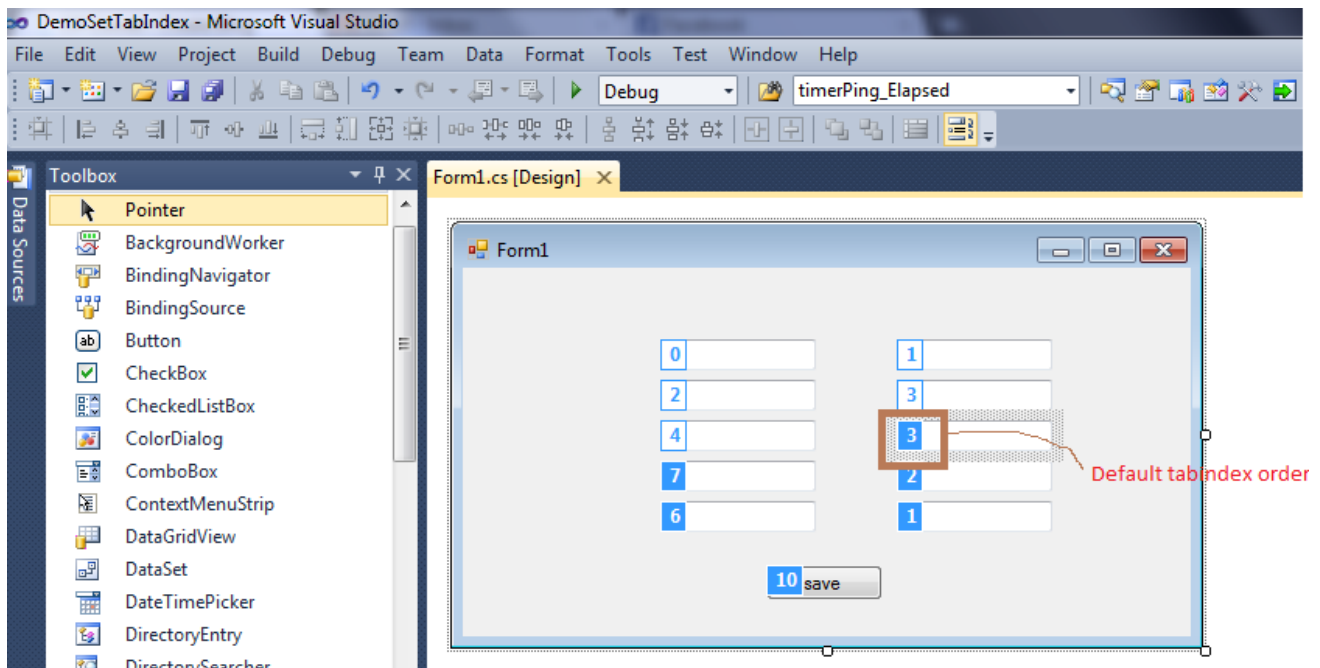 DemoSetTabIndex - Microsoft Visual Studio
File Edit View Project Build Debug Team Data Format Tools Test Window Help
Debug timerPing_Elapsed
Toolbox Form1.cs [Design]
Data Sources
Pointer
BackgroundWorker
BindingNavigator
BindingSource
ab Button
CheckBox
CheckedListBox
ColorDialog
ComboBox
ContextMenuStrip
DataGridView
DataSet
DateTimePicker
DirectoryEntry
DirectorySearcher
Form1
0 1
2 3
4 3
7 2
6 1
Default tabindex order
10 save